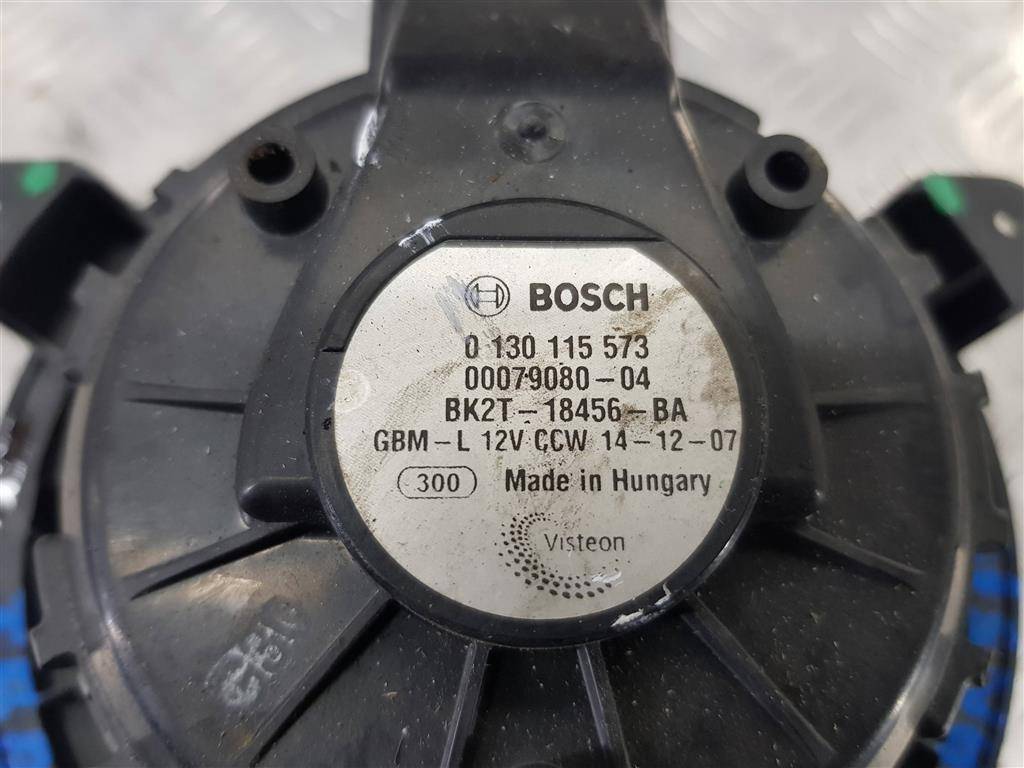 BOSCH
0 130 115 573
00079080-04
BK2T-18456-BA
GBM-L 12V CCW 14-12-07
300 Made in Hungary
Visteon